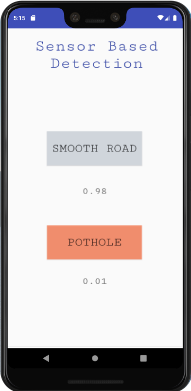 5:15
Sensor Based
Detection
SMOOTH ROAD
0.98
POTHOLE
0.01